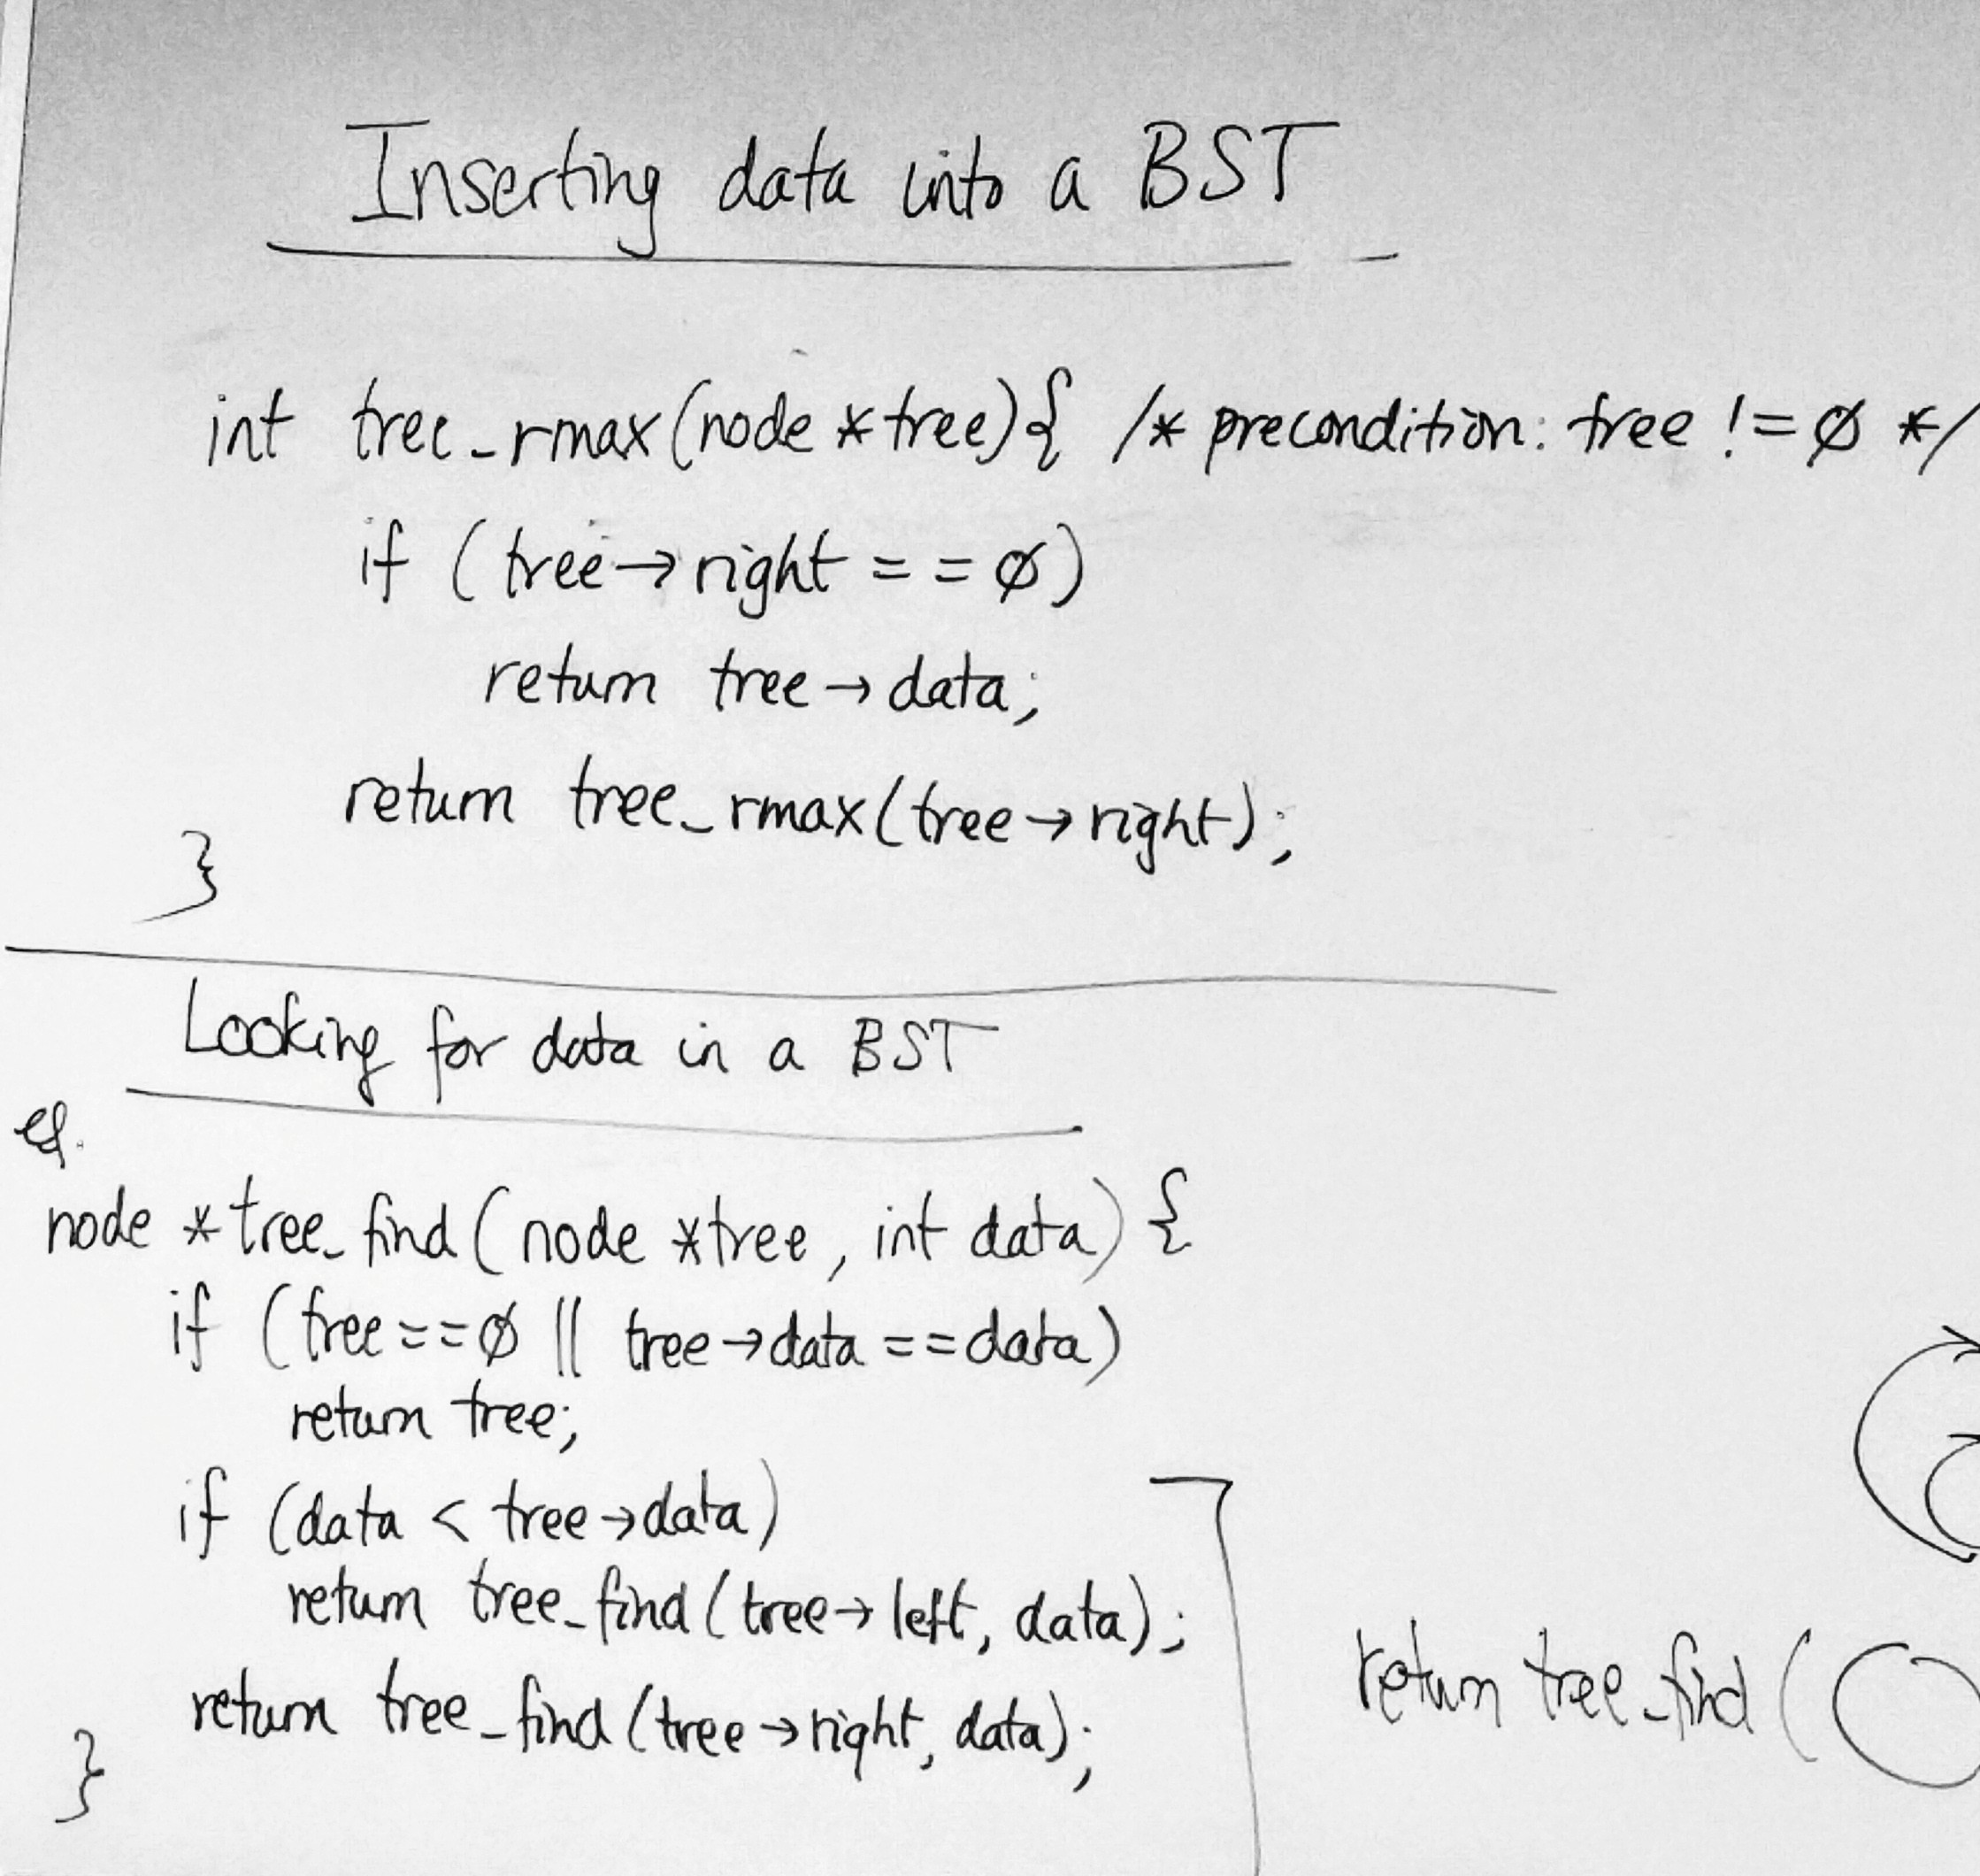 Inserting data into a BST
int tree_rmax(node *tree){ /* precondition: tree != Ø */
if (tree→right == Ø)
return tree→data;
return tree_rmax(tree→right);
}
Looking for data in a BST
eg.
node *tree_find(node *tree, int data) {
if (tree==Ø || tree→data ==data)
return tree;
if (data < tree→data)
return tree_find(tree→left, data);
return tree_find(tree→right, data);
}
return tree_find(